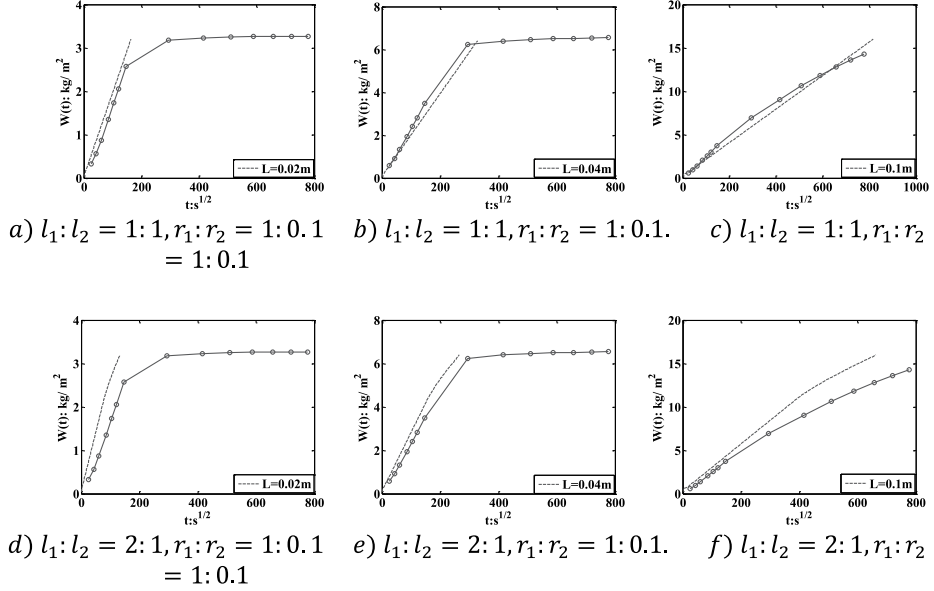 W(t): kg/ m²
4
3
2
1
0
0 200 400 600 800
t:s^1/2
L=0.02m
W(t): kg/ m²
8
6
4
2
0
0 200 400 600 800
t:s^1/2
L=0.04m
W(t): kg/ m²
20
15
10
5
0
0 200 400 600 800 1000
t:s^1/2
L=0.1m
a) l₁: l₂ = 1: 1, r₁: r₂ = 1: 0.1
= 1: 0.1
b) l₁: l₂ = 1: 1, r₁: r₂ = 1: 0.1.
c) l₁: l₂ = 1: 1, r₁: r₂
W(t): kg/ m²
4
3
2
1
0
0 200 400 600 800
t:s^1/2
L=0.02m
W(t): kg/ m²
8
6
4
2
0
0 200 400 600 800
t:s^1/2
L=0.04m
W(t): kg/ m²
20
15
10
5
0
0 200 400 600 800
t:s^1/2
L=0.1m
d) l₁: l₂ = 2: 1, r₁: r₂ = 1: 0.1
= 1: 0.1
e) l₁: l₂ = 2: 1, r₁: r₂ = 1: 0.1.
f) l₁: l₂ = 2: 1, r₁: r₂